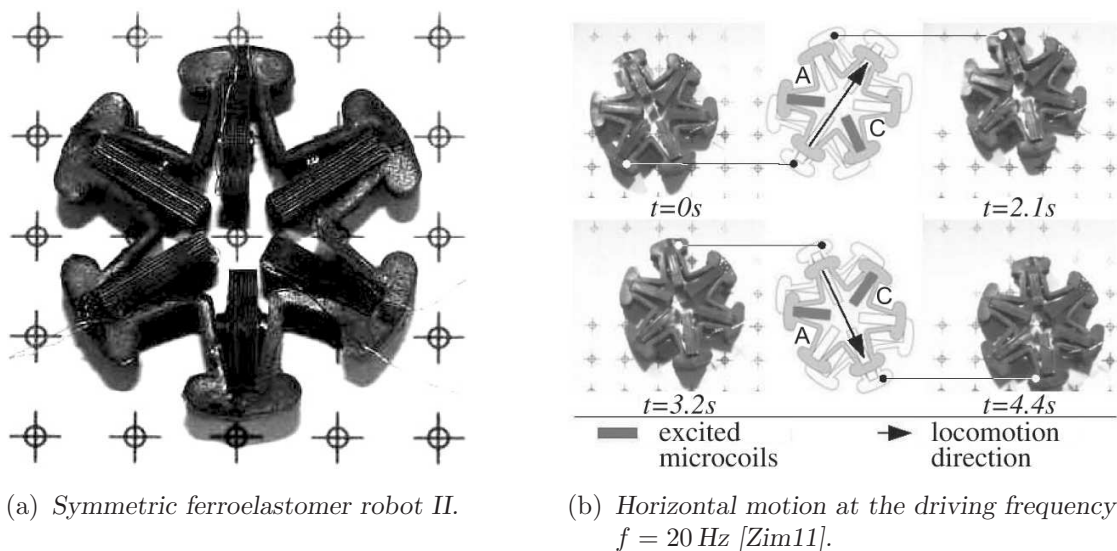 A
C
t=0s
t=2.1s
A
C
t=3.2s
t=4.4s
excited
microcoils
locomotion
direction
(a) Symmetric ferroelastomer robot II.
(b) Horizontal motion at the driving frequency
f = 20 Hz [Zim11].